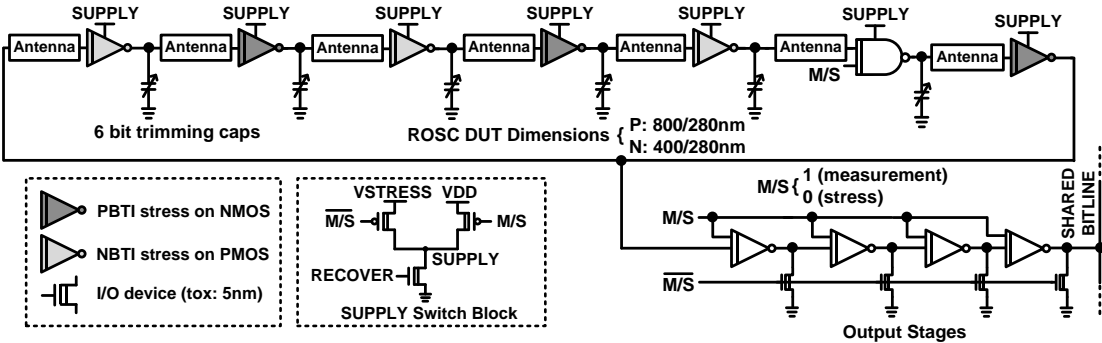 SUPPLY SUPPLY SUPPLY SUPPLY SUPPLY SUPPLY SUPPLY
Antenna Antenna Antenna Antenna Antenna Antenna Antenna
M/S
6 bit trimming caps
ROSC DUT Dimensions { P: 800/280nm
N: 400/280nm
M/S { 1 (measurement)
0 (stress)
SHARED
BITLINE
PBTI stress on NMOS
NBTI stress on PMOS
I/O device (tox: 5nm)
VSTRESS VDD
M/S M/S
SUPPLY
RECOVER
SUPPLY Switch Block
M/S
M/S
Output Stages